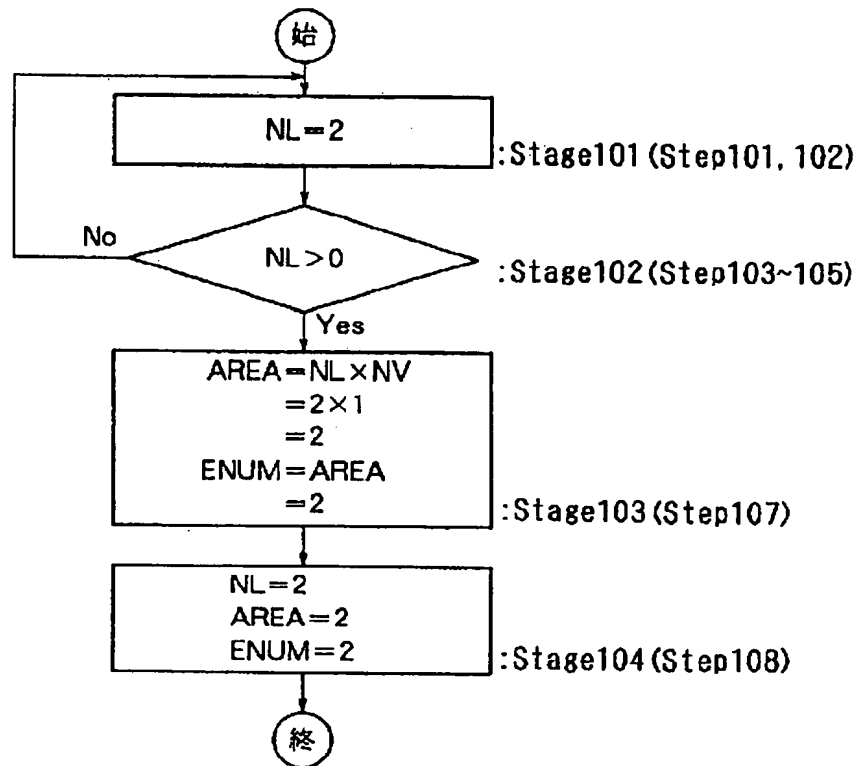 始
NL=2
:Stage101(Step101,102)
No
NL>0
:Stage102(Step103~105)
Yes
AREA=NL×NV
=2×1
=2
ENUM=AREA
=2
:Stage103(Step107)
NL=2
AREA=2
ENUM=2
:Stage104(Step108)
終